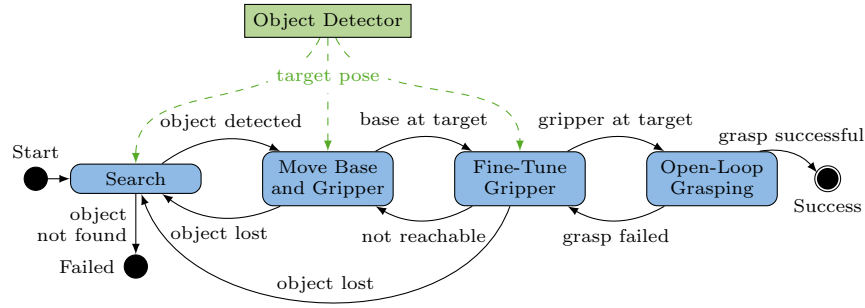 Object Detector
target pose
object detected
base at target
gripper at target
grasp successful
Start
Search
Move Base
and Gripper
Fine-Tune
Gripper
Open-Loop
Grasping
Success
object
not found
object lost
not reachable
grasp failed
Failed
object lost